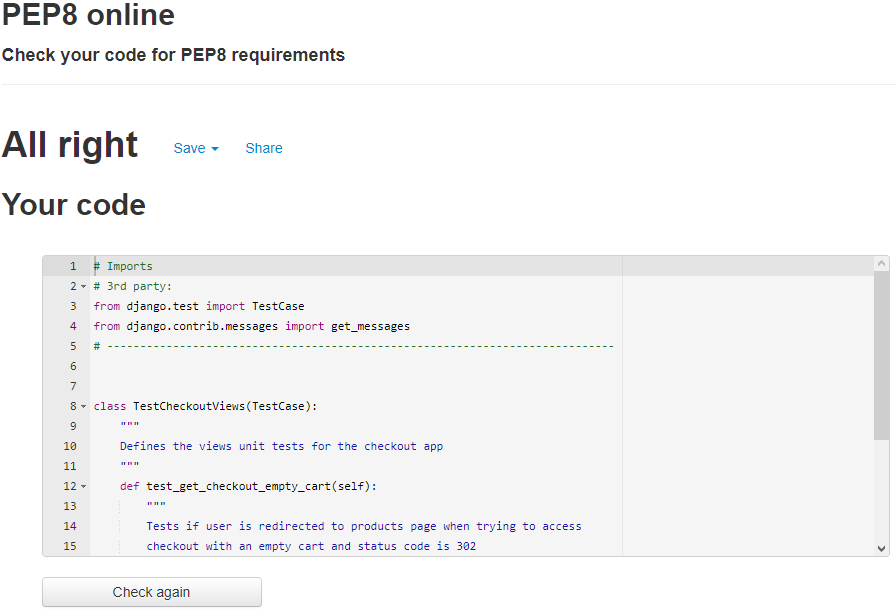 PEP8 online
Check your code for PEP8 requirements
All right Save Share
Your code
1 # Imports
2 # 3rd party:
3 from django.test import TestCase
4 from django.contrib.messages import get_messages
5 # -----------------------------------------------------------------------------
6
7
8 class TestCheckoutViews(TestCase):
9 """
10 Defines the views unit tests for the checkout app
11 """
12 def test_get_checkout_empty_cart(self):
13 """
14 Tests if user is redirected to products page when trying to access
15 checkout with an empty cart and status code is 302
Check again